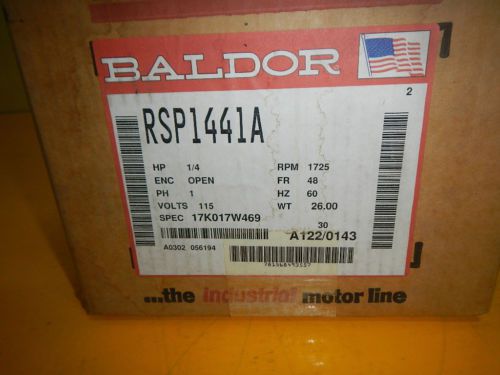 BALDOR
2
RSP1441A
HP 1/4 RPM 1725
ENC OPEN FR 48
PH 1 HZ 60
VOLTS 115 WT 26.00
SPEC 17K017W469
30
A122/0143
A0302 056194
...the industrial motor line